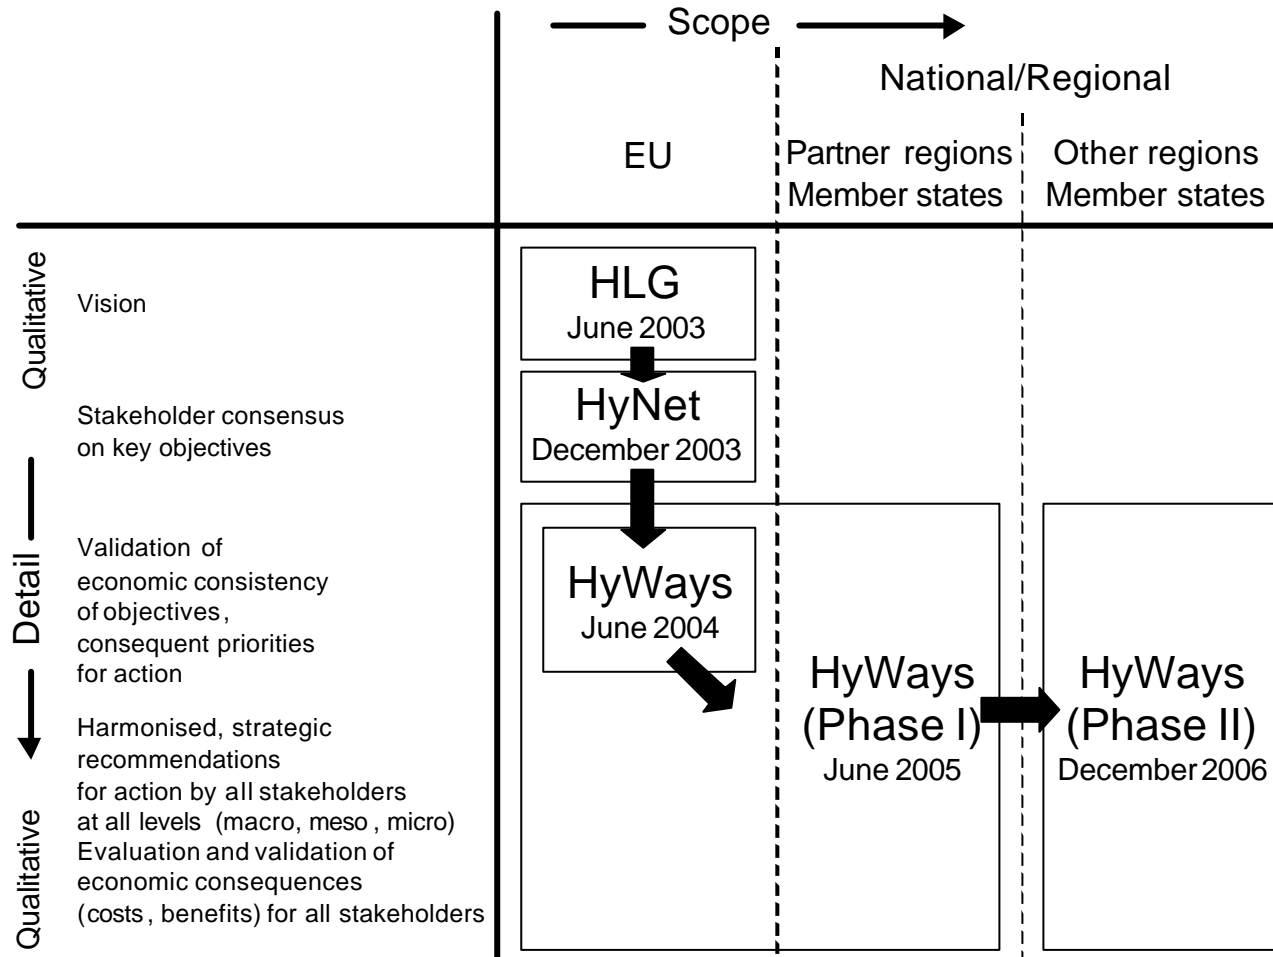 Scope
National/Regional
EU
Partner regions
Member states
Other regions
Member states
Qualitative
Detail
Qualitative
Vision
Stakeholder consensus
on key objectives
Validation of
economic consistency
of objectives,
consequent priorities
for action
Harmonised, strategic
recommendations
for action by all stakeholders
at all levels (macro, meso, micro)
Evaluation and validation of
economic consequences
(costs, benefits) for all stakeholders
HLG
June 2003
HyNet
December 2003
HyWays
June 2004
HyWays
(Phase I)
June 2005
HyWays
(Phase II)
December 2006